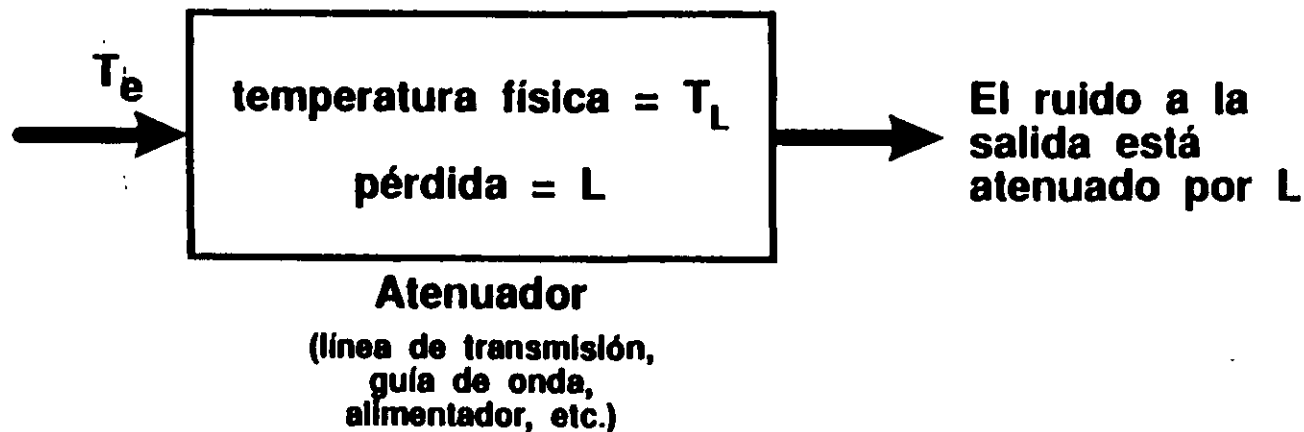 Te
temperatura física = TL
pérdida = L
El ruido a la
salida está
atenuado por L
Atenuador
(línea de transmisión,
guía de onda,
alimentador, etc.)